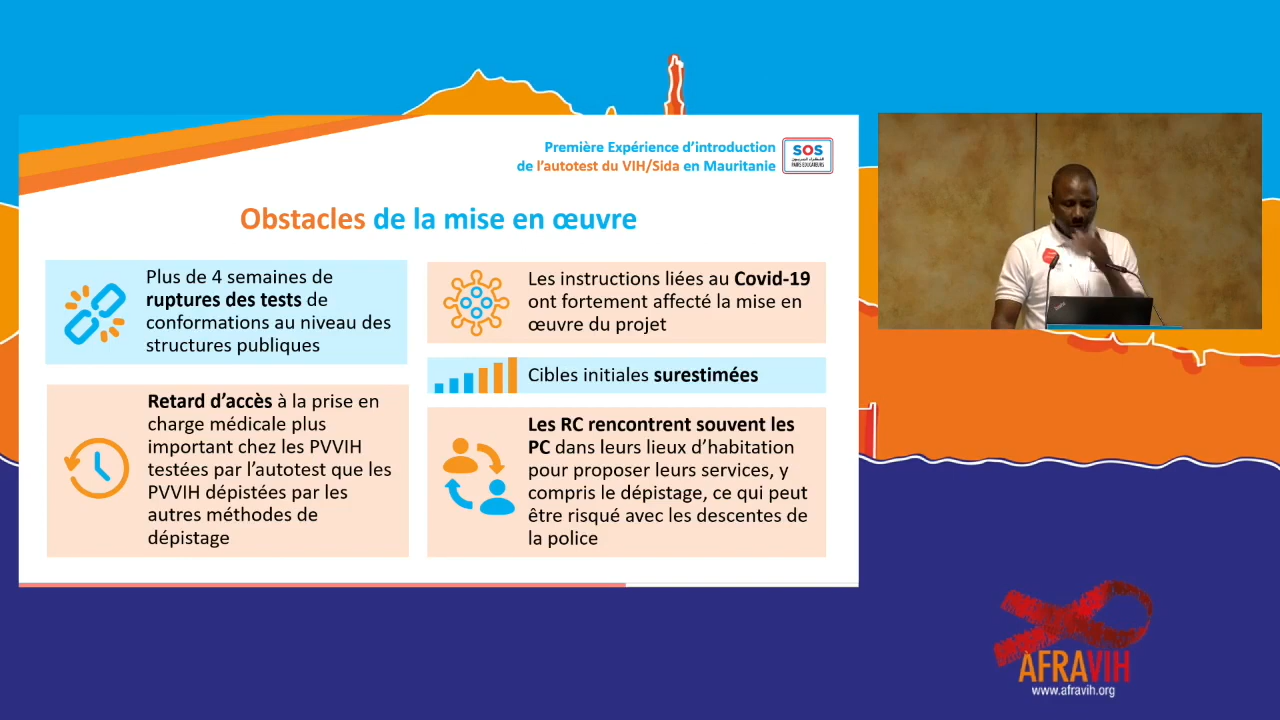 Première Expérience d'introduction
de l'autotest du VIH/Sida en Mauritanie
SOS
PAIRS EDUCATEURS
Obstacles de la mise en œuvre
Plus de 4 semaines de
ruptures des tests de
conformations au niveau des
structures publiques
Retard d'accès à la prise en
charge médicale plus
important chez les PVVIH
testées par l'autotest que les
PVVIH dépistées par les
autres méthodes de
dépistage
Les instructions liées au Covid-19
ont fortement affecté la mise en
œuvre du projet
Cibles initiales surestimées
Les RC rencontrent souvent les
PC dans leurs lieux d'habitation
pour proposer leurs services, y
compris le dépistage, ce qui peut
être risqué avec les descentes de
la police
AFRAVIH
www.afravih.org